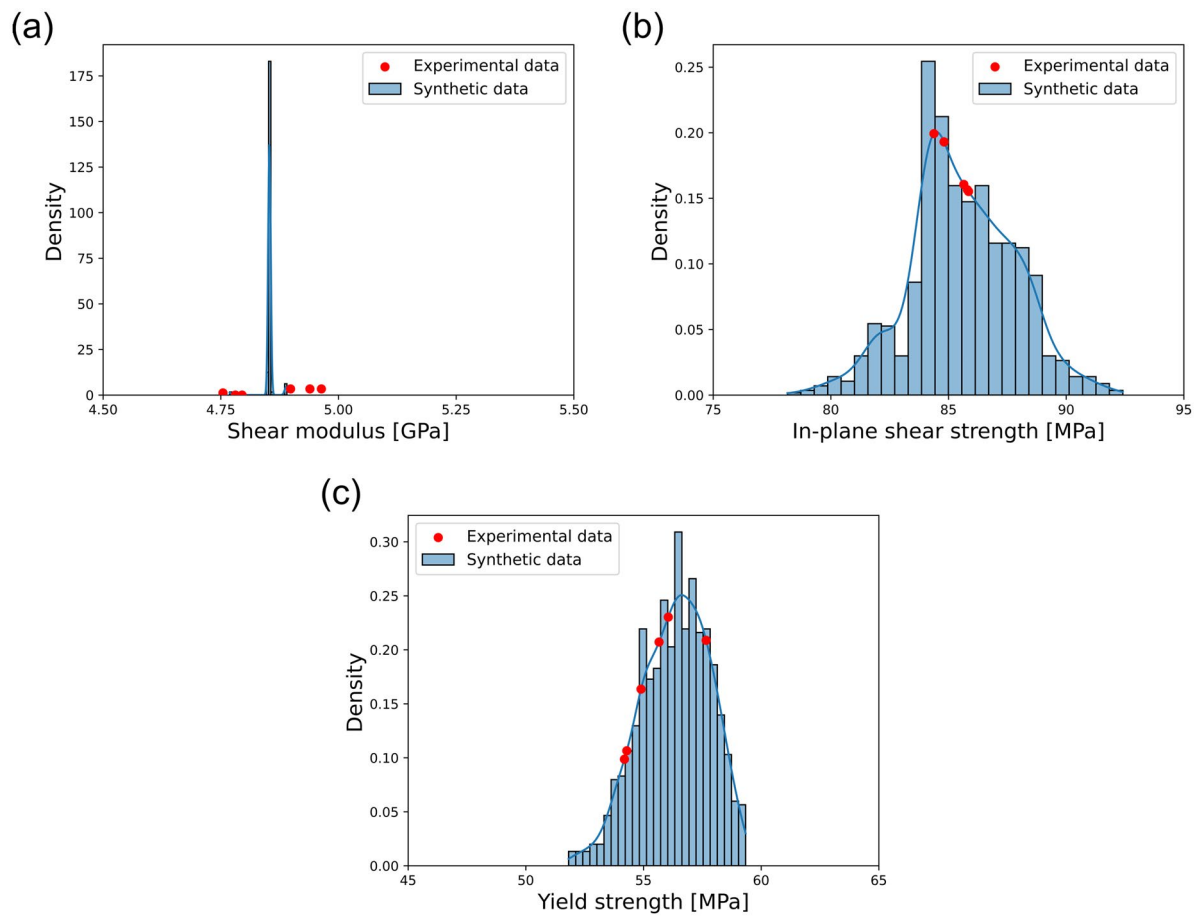 (a)
175
150
125
100
75
50
25
0
Density
4.50 4.75 5.00 5.25 5.50
Shear modulus [GPa]
Experimental data
Synthetic data
(b)
0.25
0.20
0.15
0.10
0.05
0.00
Density
75 80 85 90 95
In-plane shear strength [MPa]
Experimental data
Synthetic data
(c)
0.30
0.25
0.20
0.15
0.10
0.05
0.00
Density
45 50 55 60 65
Yield strength [MPa]
Experimental data
Synthetic data